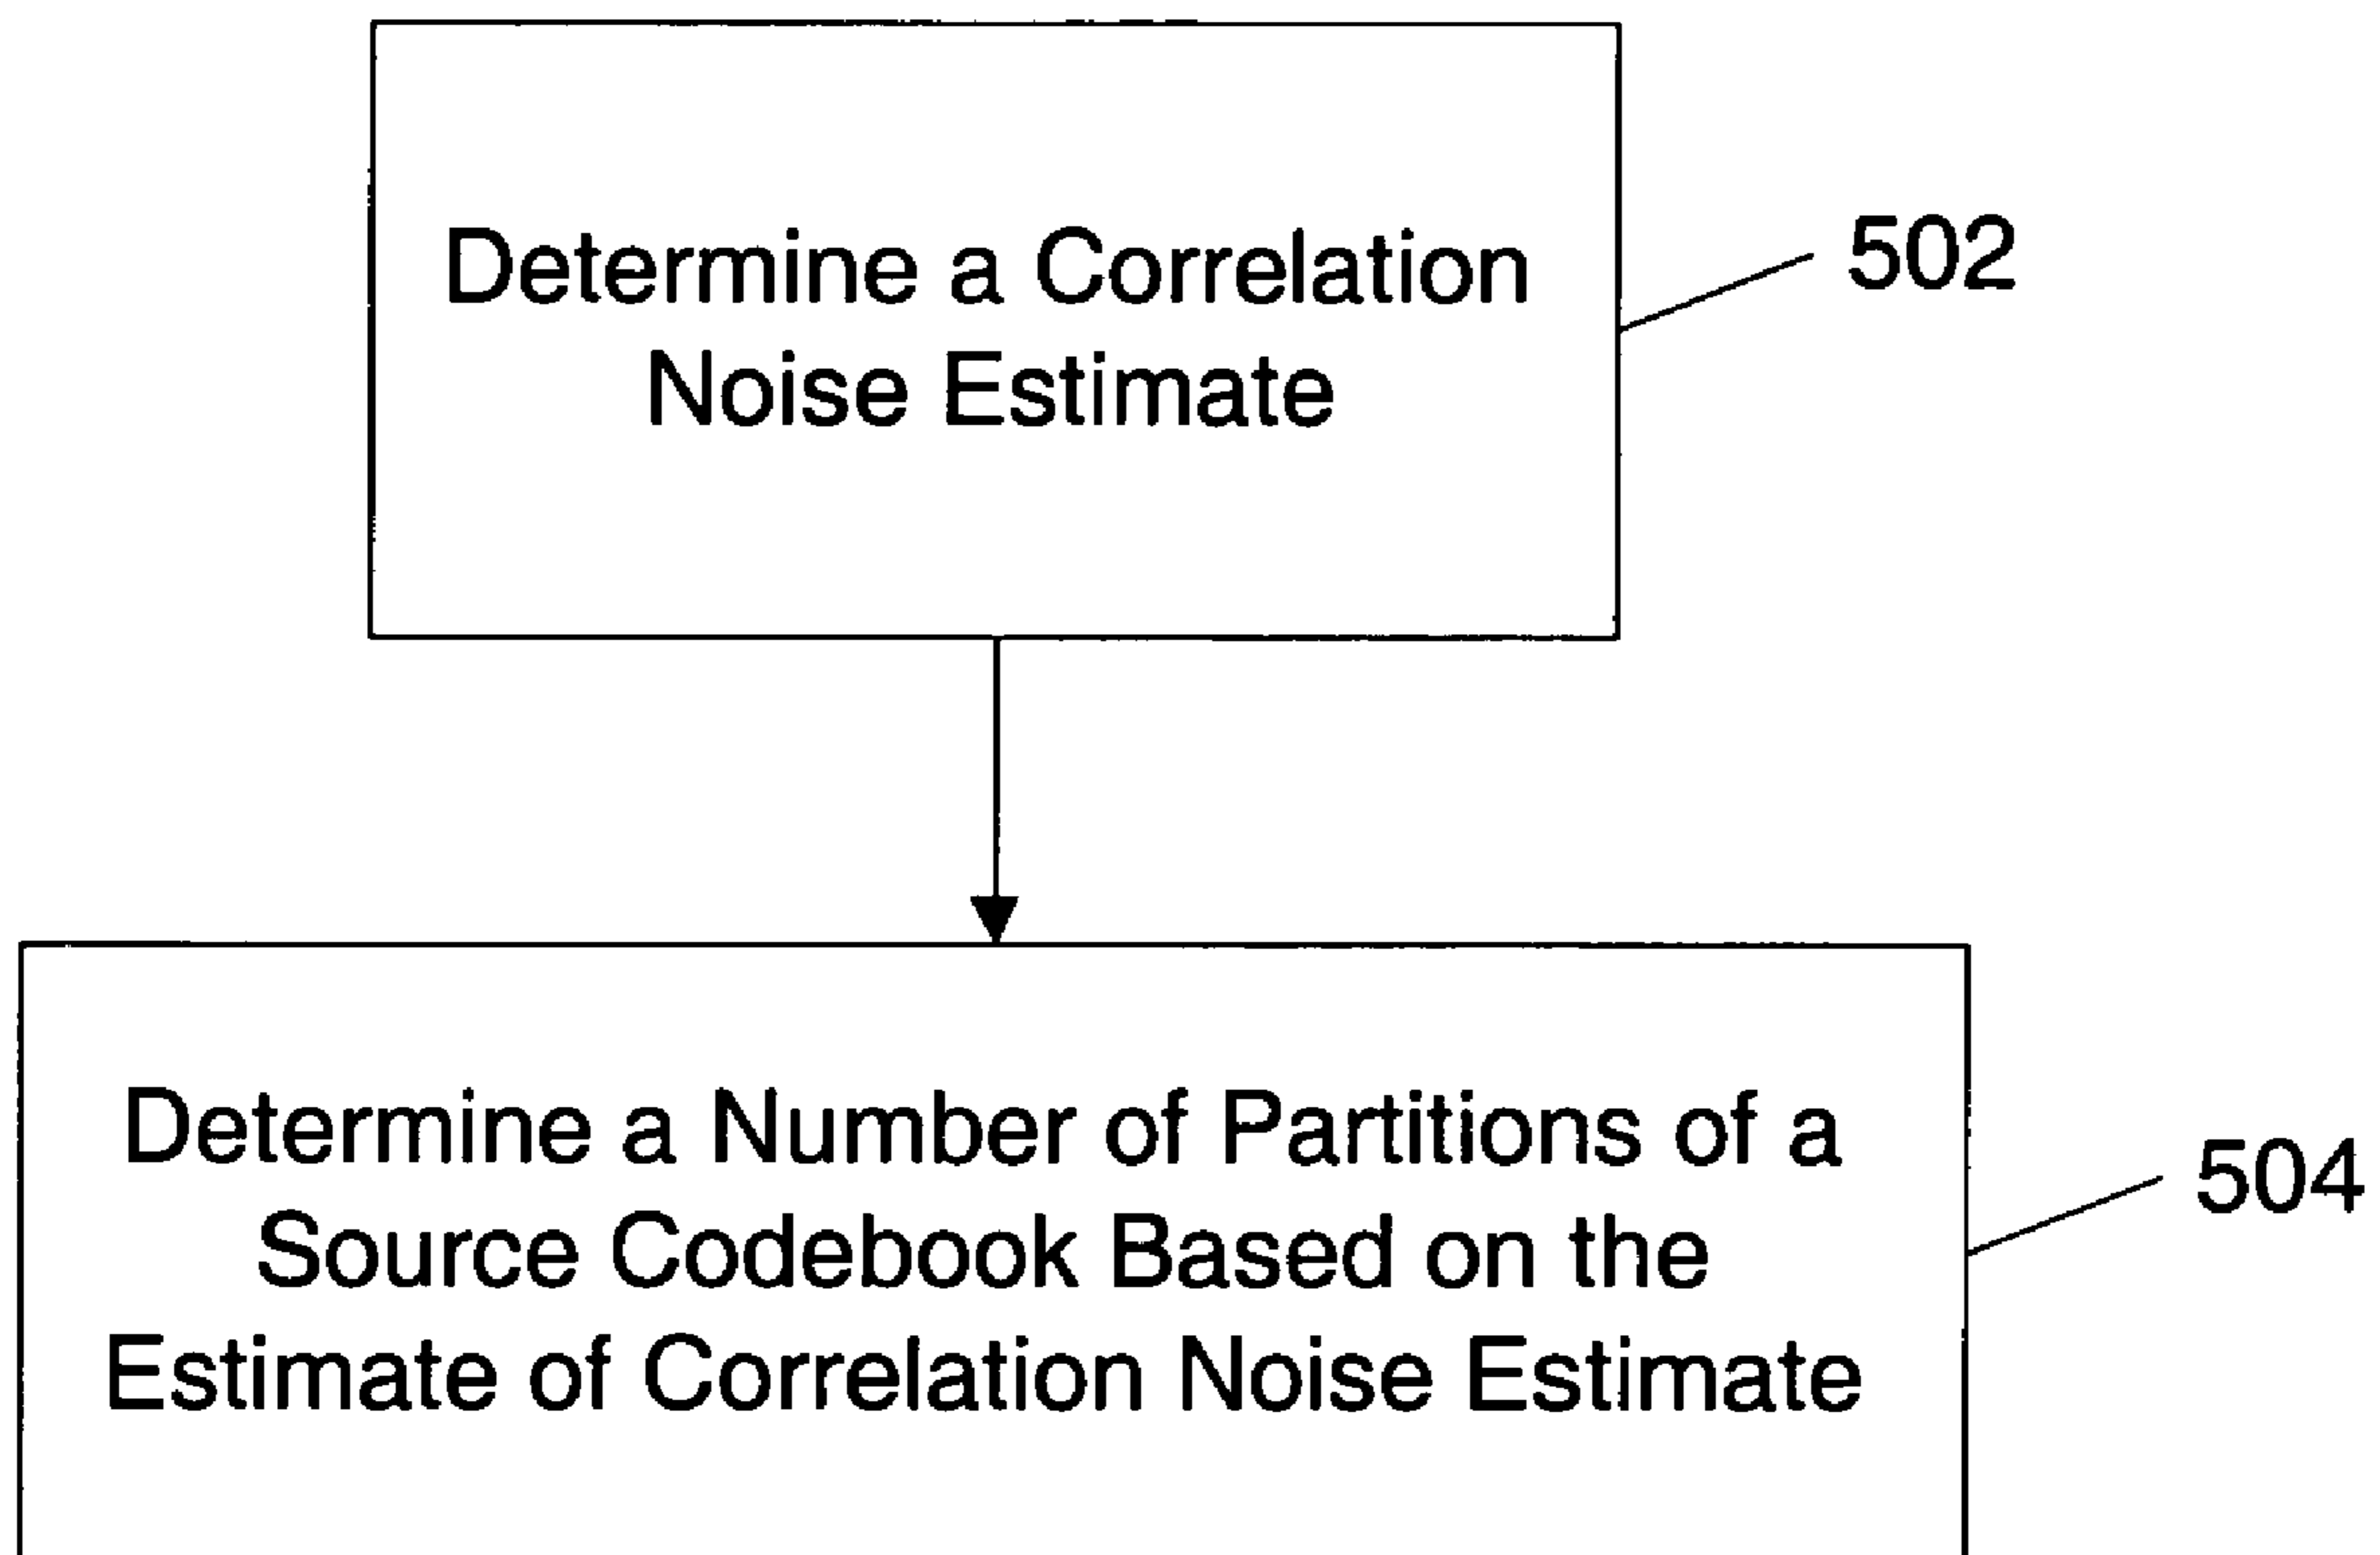 Determine a Correlation
Noise Estimate
502
Determine a Number of Partitions of a
Source Codebook Based on the
Estimate of Correlation Noise Estimate
504